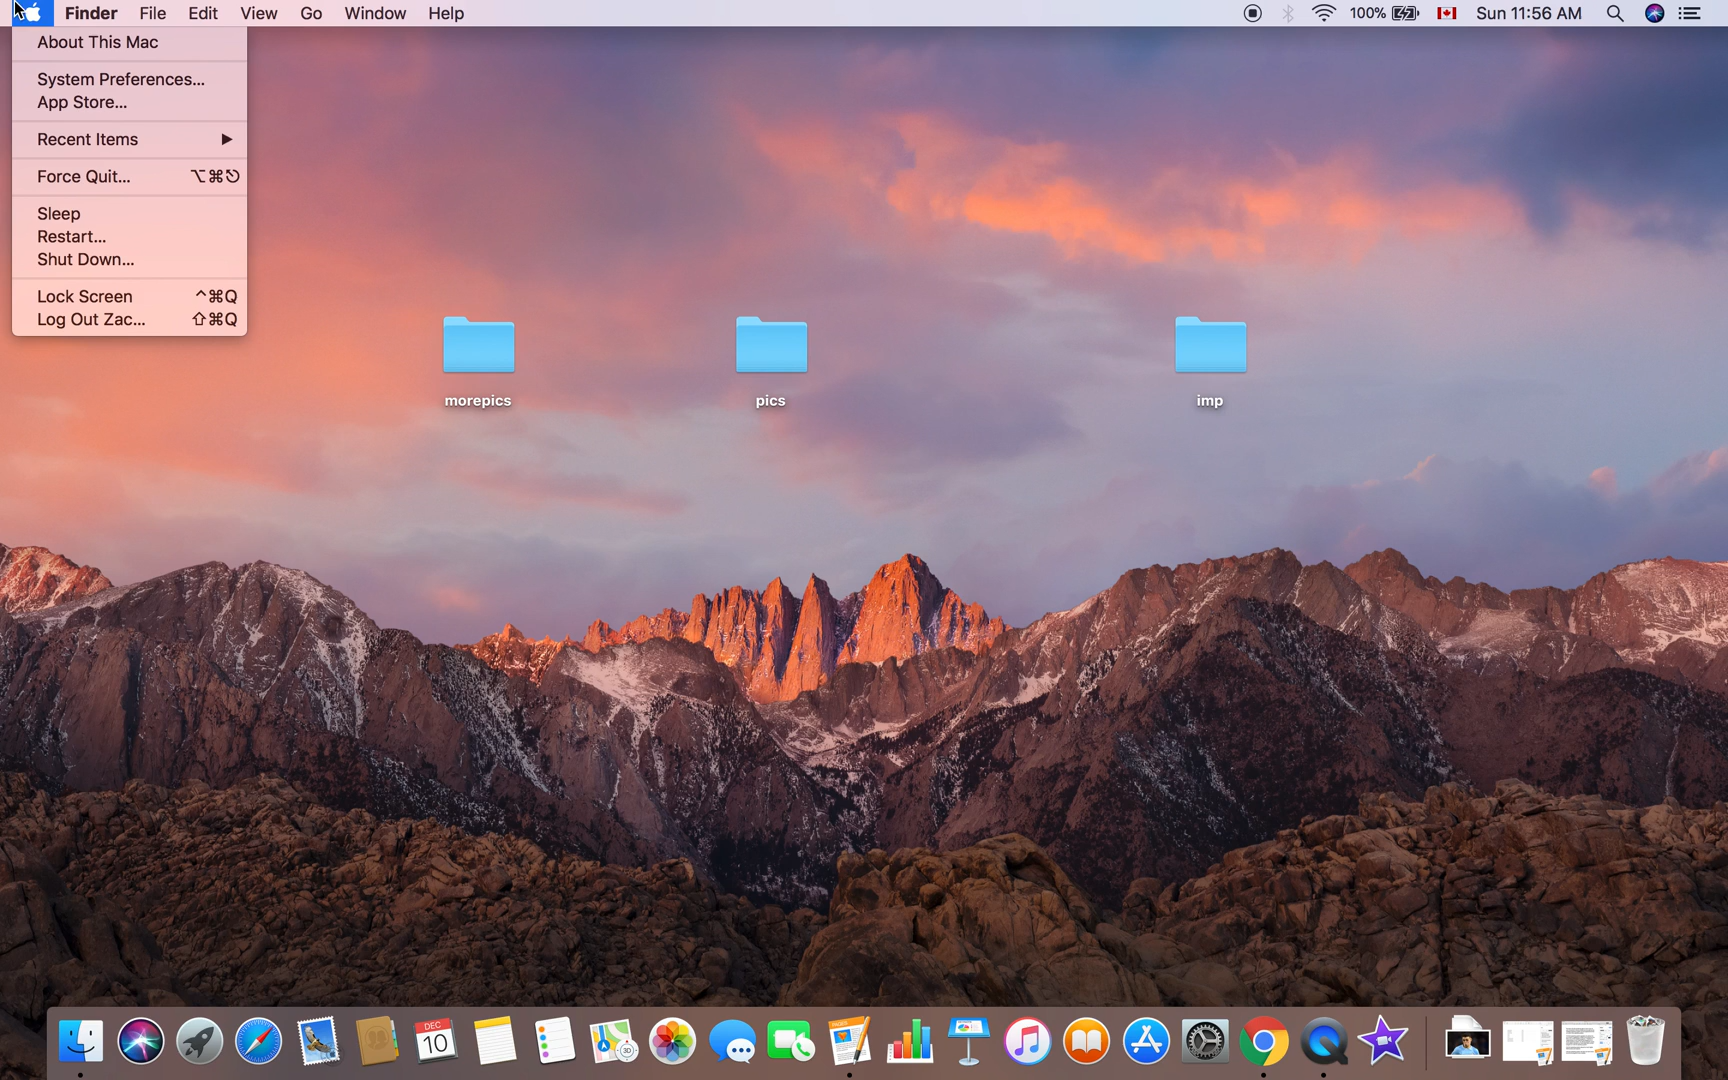 Finder File Edit View Go Window Help 100% Sun 11:56 AM
About This Mac
System Preferences...
App Store...
Recent Items ▶
Force Quit... ⌥⌘⎋
Sleep
Restart...
Shut Down...
Lock Screen ^⌘Q
Log Out Zac... ⇧⌘Q
morepics pics imp
DEC
10
3D